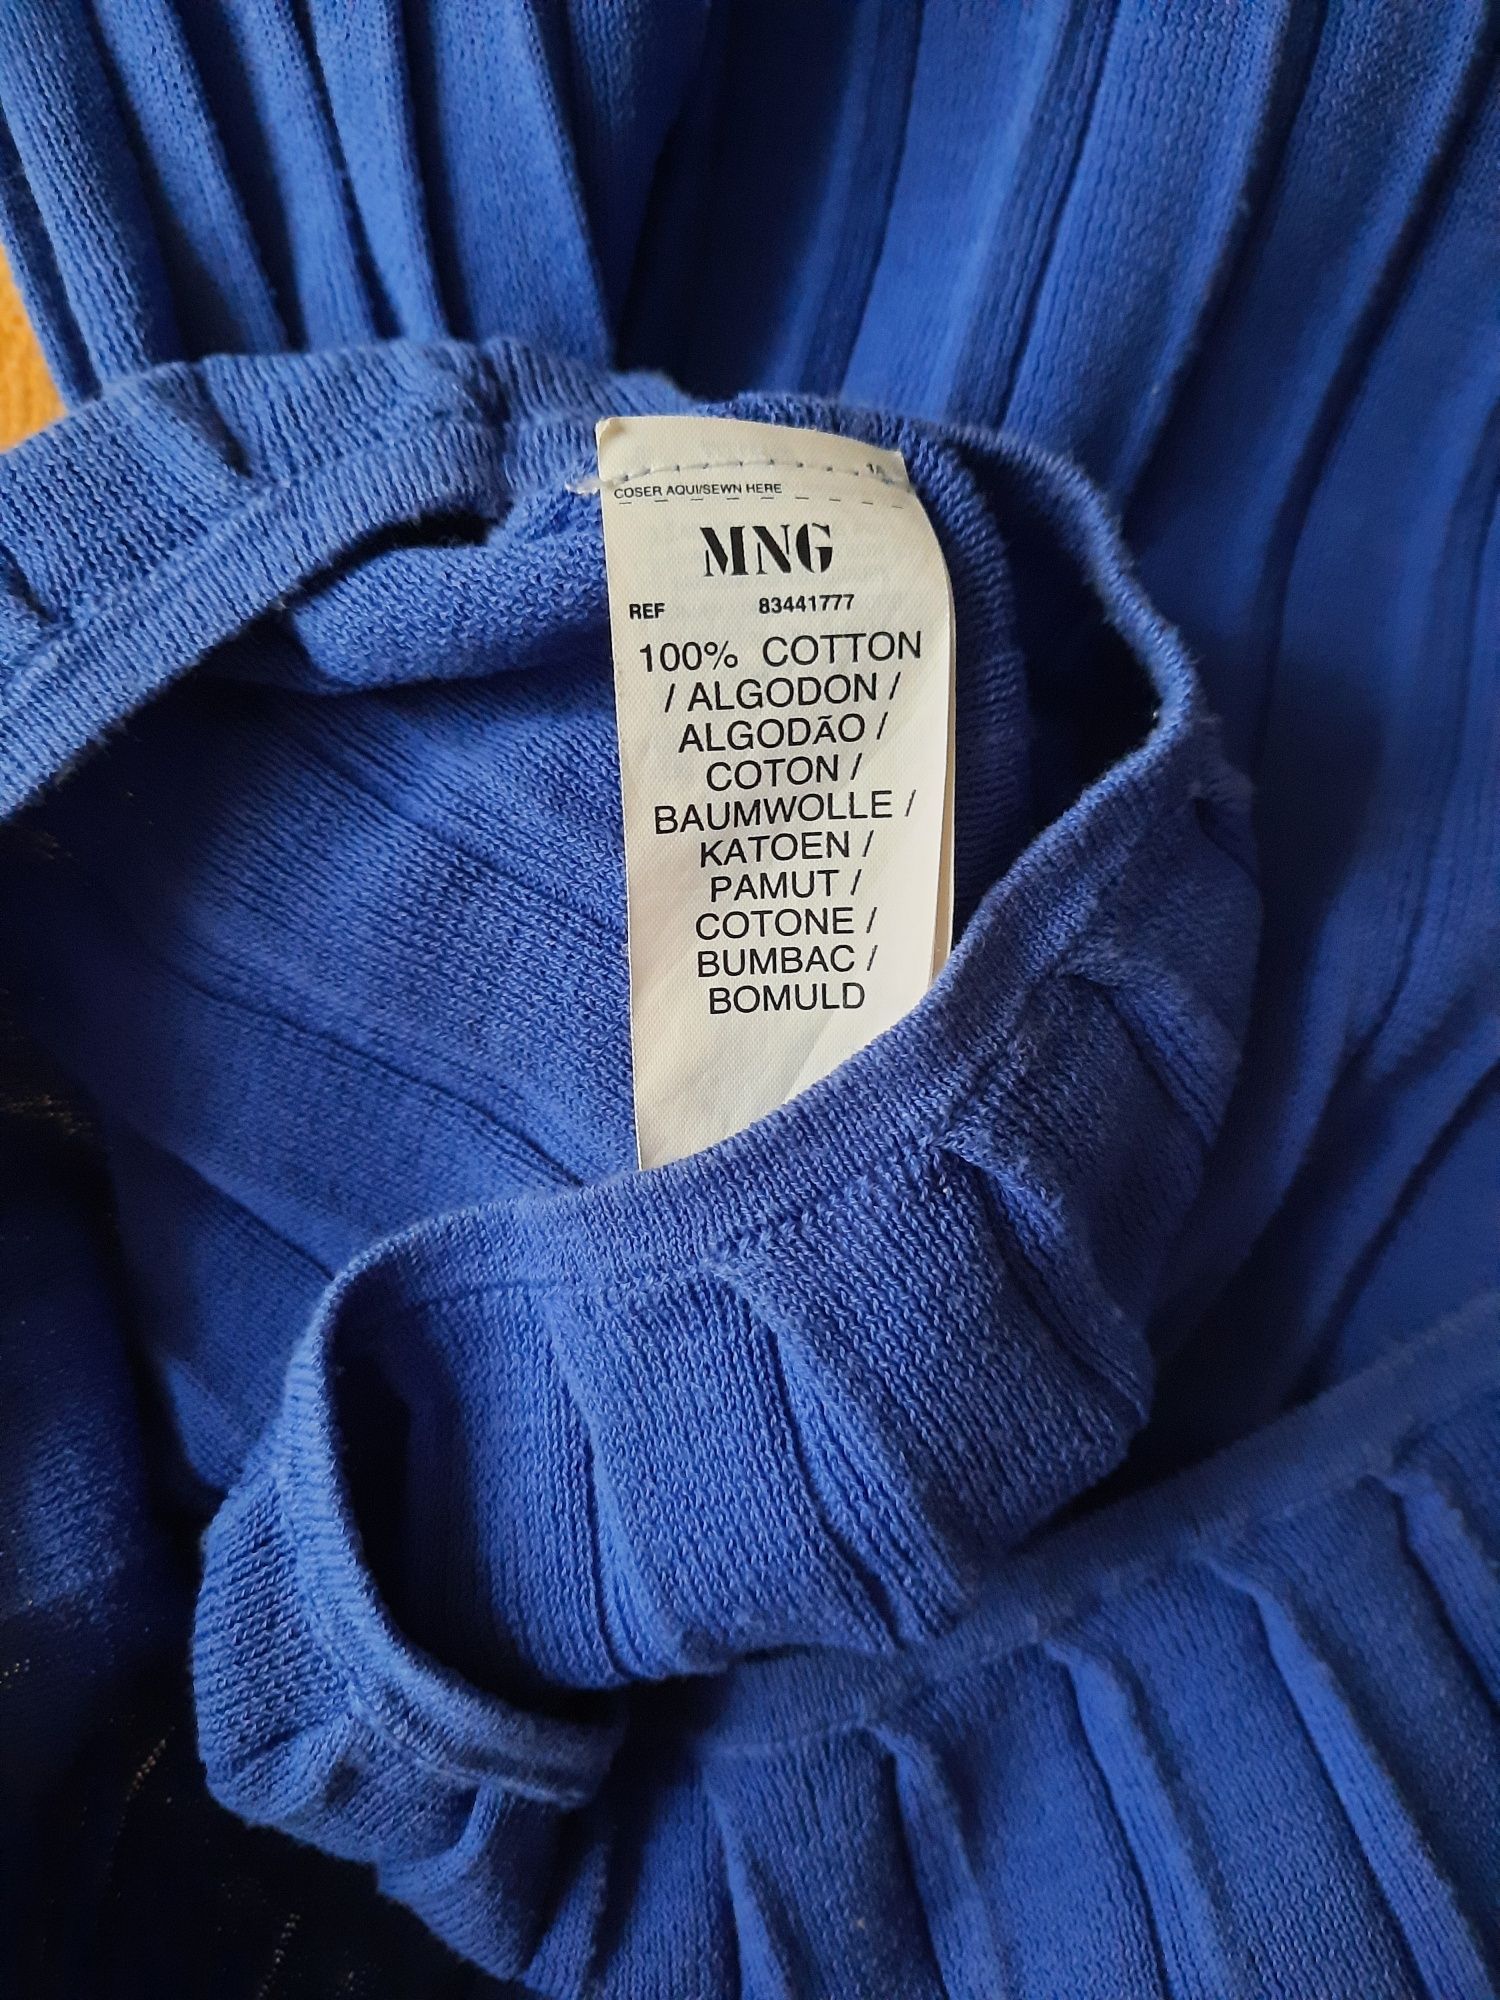 COSER AQUI/SEWN HERE
MNG
REF 83441777
100% COTTON
/ ALGODON /
ALGODÃO /
COTON /
BAUMWOLLE /
KATOEN /
PAMUT /
COTONE /
BUMBAC /
BOMULD